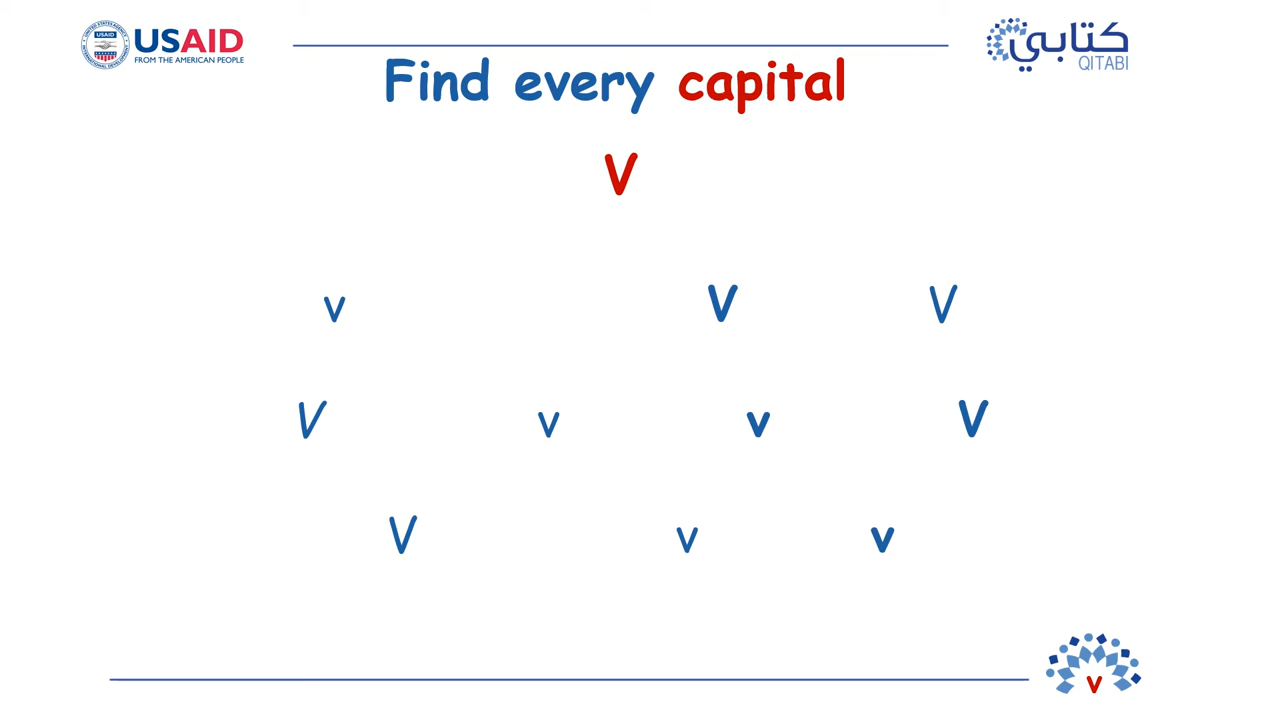 USAID
FROM THE AMERICAN PEOPLE
كتابي
QITABI
Find every capital
V
v V V
V v v V
V v v
v